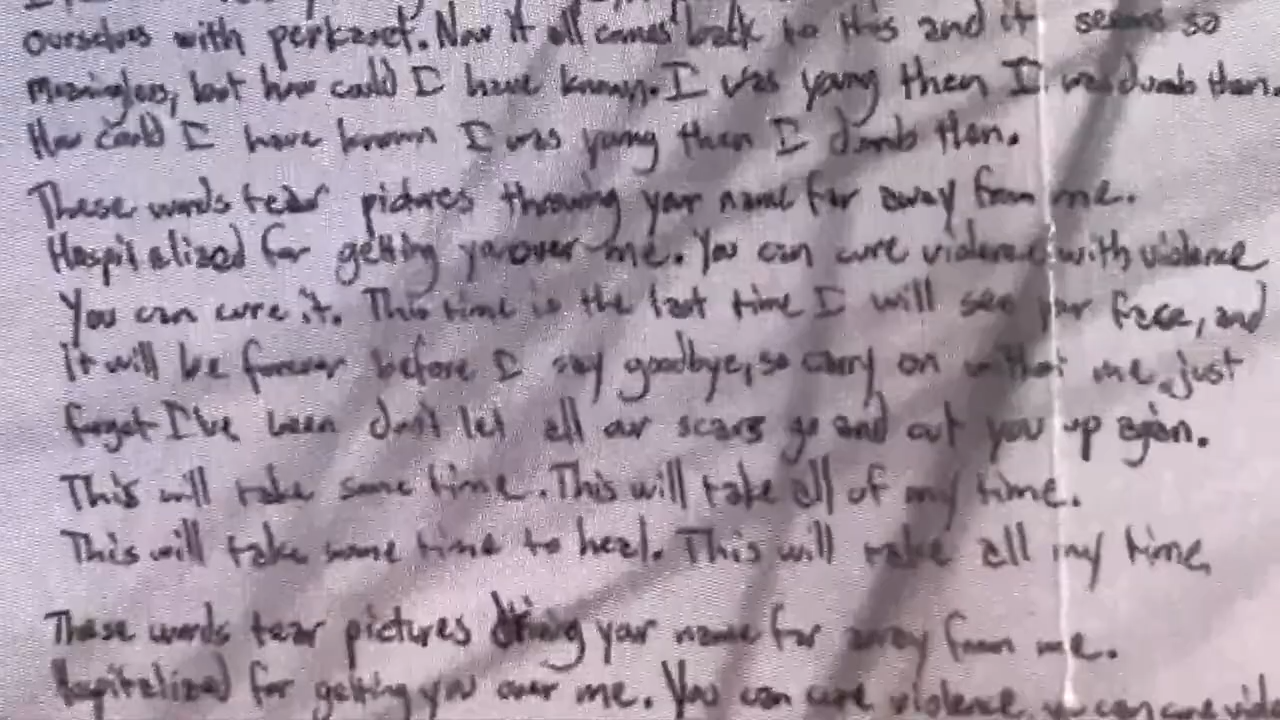 ourselves with perkaset. Now it all comes back to this and it seems so
Meaningless, but how could I have known. I was young then I was dumb then.
How could I have known I was young then I dumb then.
These words tear pictures throwing your name far away from me.
Hospitalized for getting you over me. You can cure violence with violence
You can cure it. This time is the last time I will see your face, and
It will be forever before I say goodbye, so carry on without me, just
forget I've been don't let all our scars go and cut you up again.
This will take some time. This will take all of my time.
This will take some time to heal. This will take all my time,
These words tear pictures your name far away from me.
Hospitalized for getting you over me. You can cure violence, you can cure